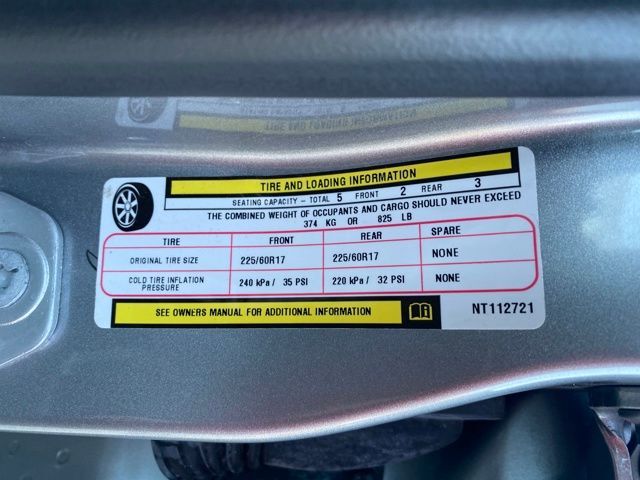 TIRE AND LOADING INFORMATION
SEATING CAPACITY - TOTAL 5 FRONT 2 REAR 3
THE COMBINED WEIGHT OF OCCUPANTS AND CARGO SHOULD NEVER EXCEED
374 KG OR 825 LB
TIRE FRONT REAR SPARE
ORIGINAL TIRE SIZE 225/60R17 225/60R17 NONE
COLD TIRE INFLATION PRESSURE 240 kPa / 35 PSI 220 kPa / 32 PSI NONE
SEE OWNERS MANUAL FOR ADDITIONAL INFORMATION
NT112721